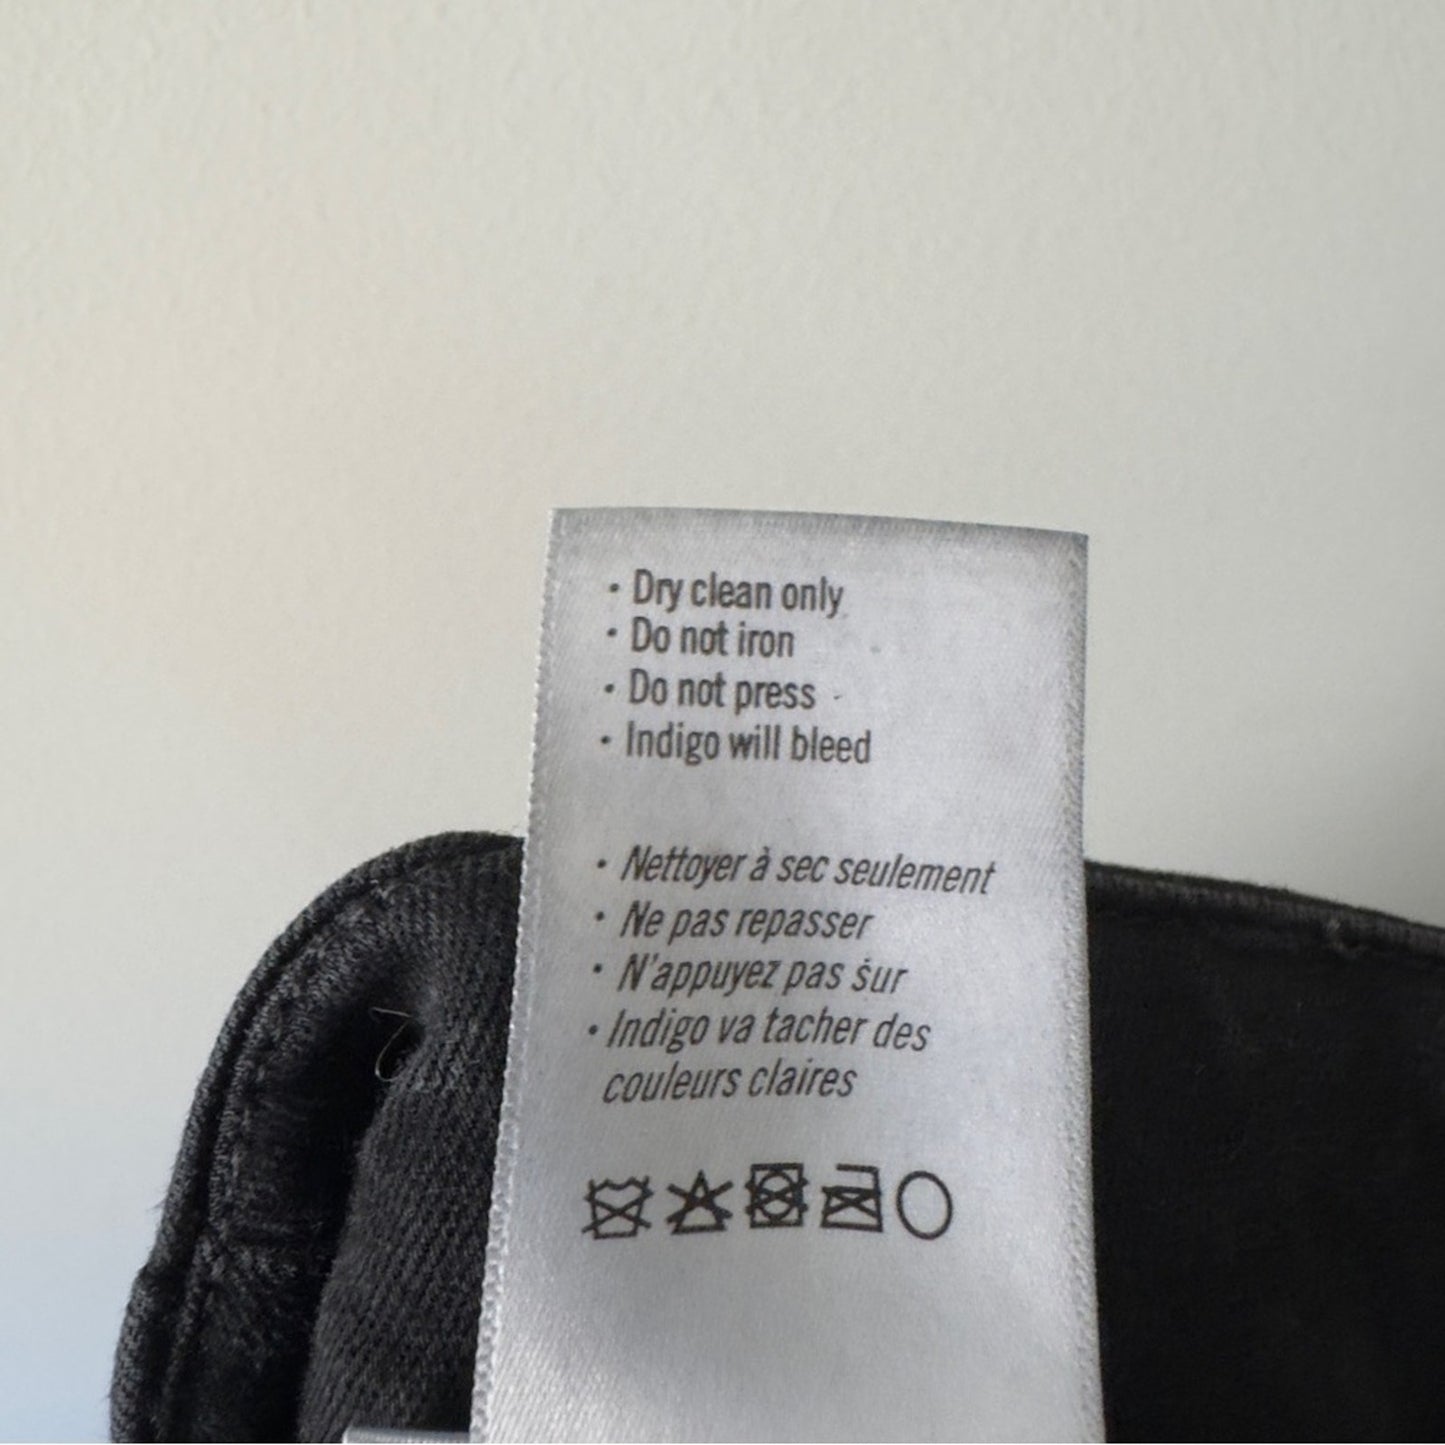 • Dry clean only
• Do not iron
• Do not press
• Indigo will bleed
• Nettoyer à sec seulement
• Ne pas repasser
• N'appuyez pas sur
• Indigo va tacher des
couleurs claires